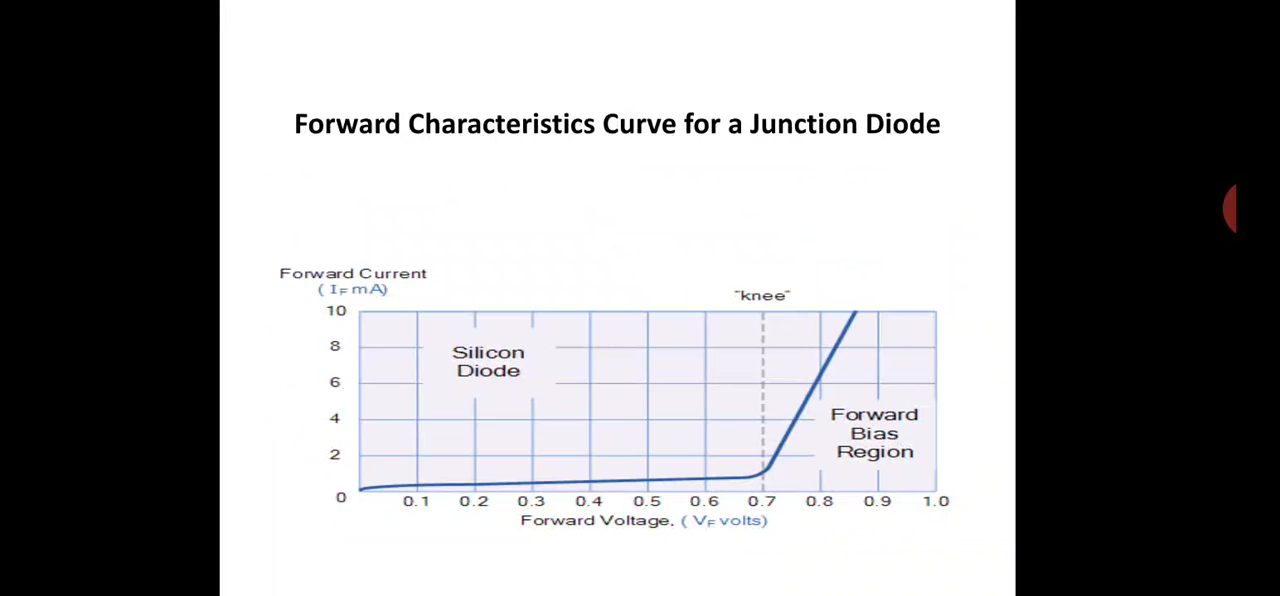 Forward Characteristics Curve for a Junction Diode
Forward Current
( IF mA)
"knee"
10
8
6
4
2
0
Silicon
Diode
Forward
Bias
Region
0.1 0.2 0.3 0.4 0.5 0.6 0.7 0.8 0.9 1.0
Forward Voltage, ( VF volts)